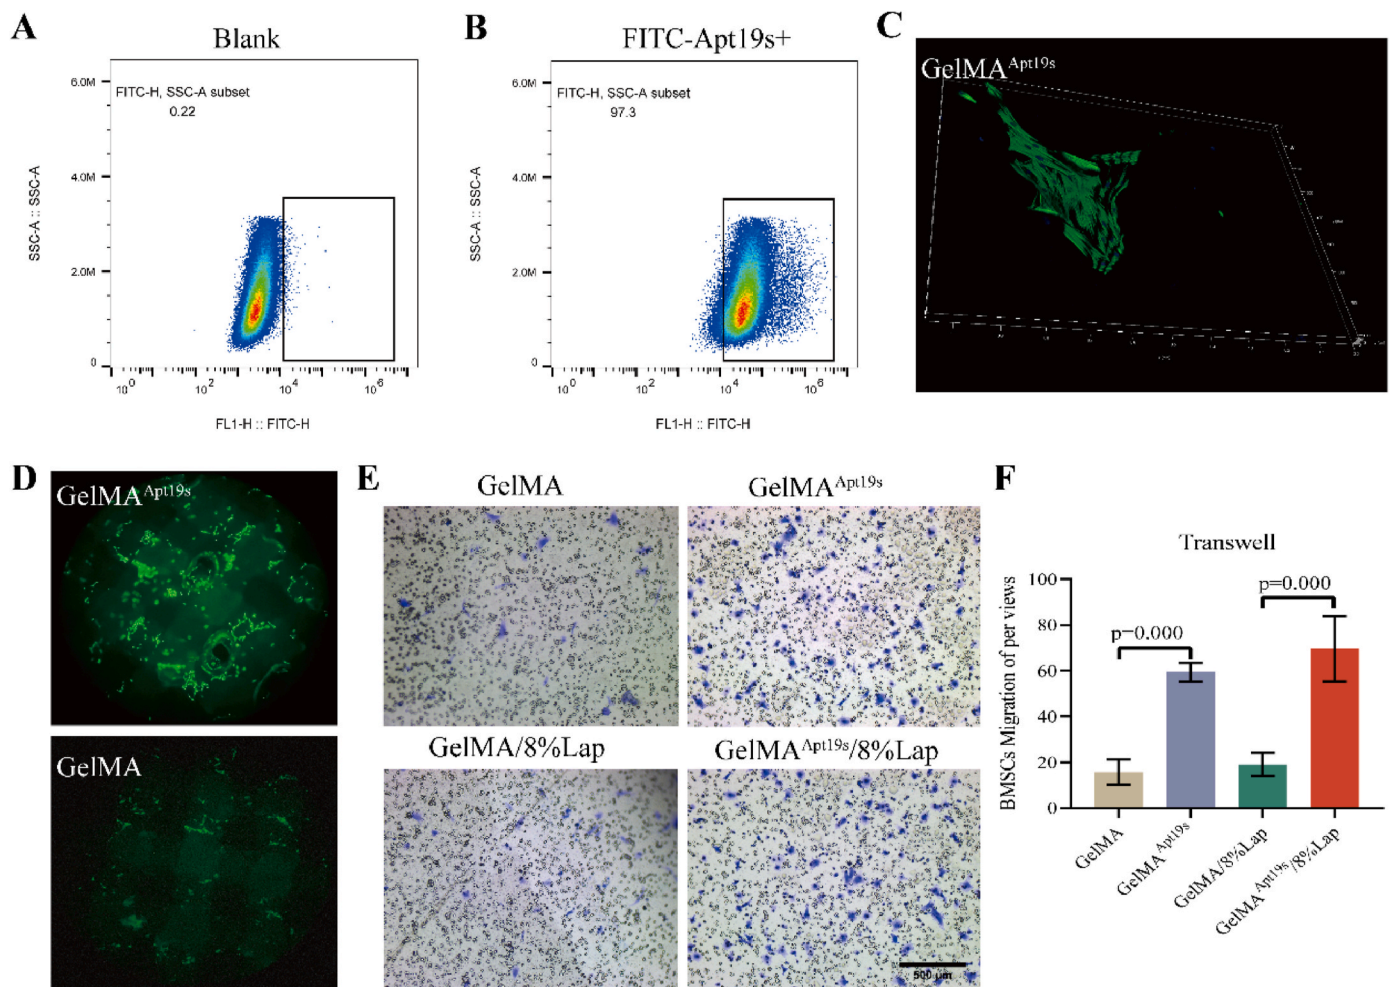 A
Blank
6.0M
FITC-H, SSC-A subset
0.22
4.0M
SSC-A :: SSC-A
2.0M
0
10^0 10^2 10^4 10^6
FL1-H :: FITC-H
B
FITC-Apt19s+
6.0M
FITC-H, SSC-A subset
97.3
4.0M
SSC-A :: SSC-A
2.0M
0
10^0 10^2 10^4 10^6
FL1-H :: FITC-H
C
GelMA^Apt19s
D
GelMA^Apt19s
GelMA
E
GelMA
GelMA^Apt19s
GelMA/8%Lap
GelMA^Apt19s/8%Lap
500 μm
F
Transwell
BMSCs Migration of per views
100
80
60
40
20
0
p=0.000
p=0.000
GelMA
GelMA^Apt19s
GelMA/8%Lap
GelMA^Apt19s/8%Lap